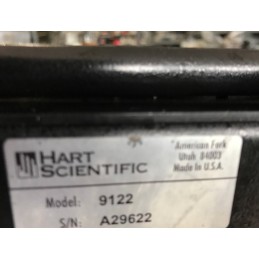 HART
SCIENTIFIC
American Fork
Utah 84003
Made In U.S.A.
Model: 9122
S/N: A29622